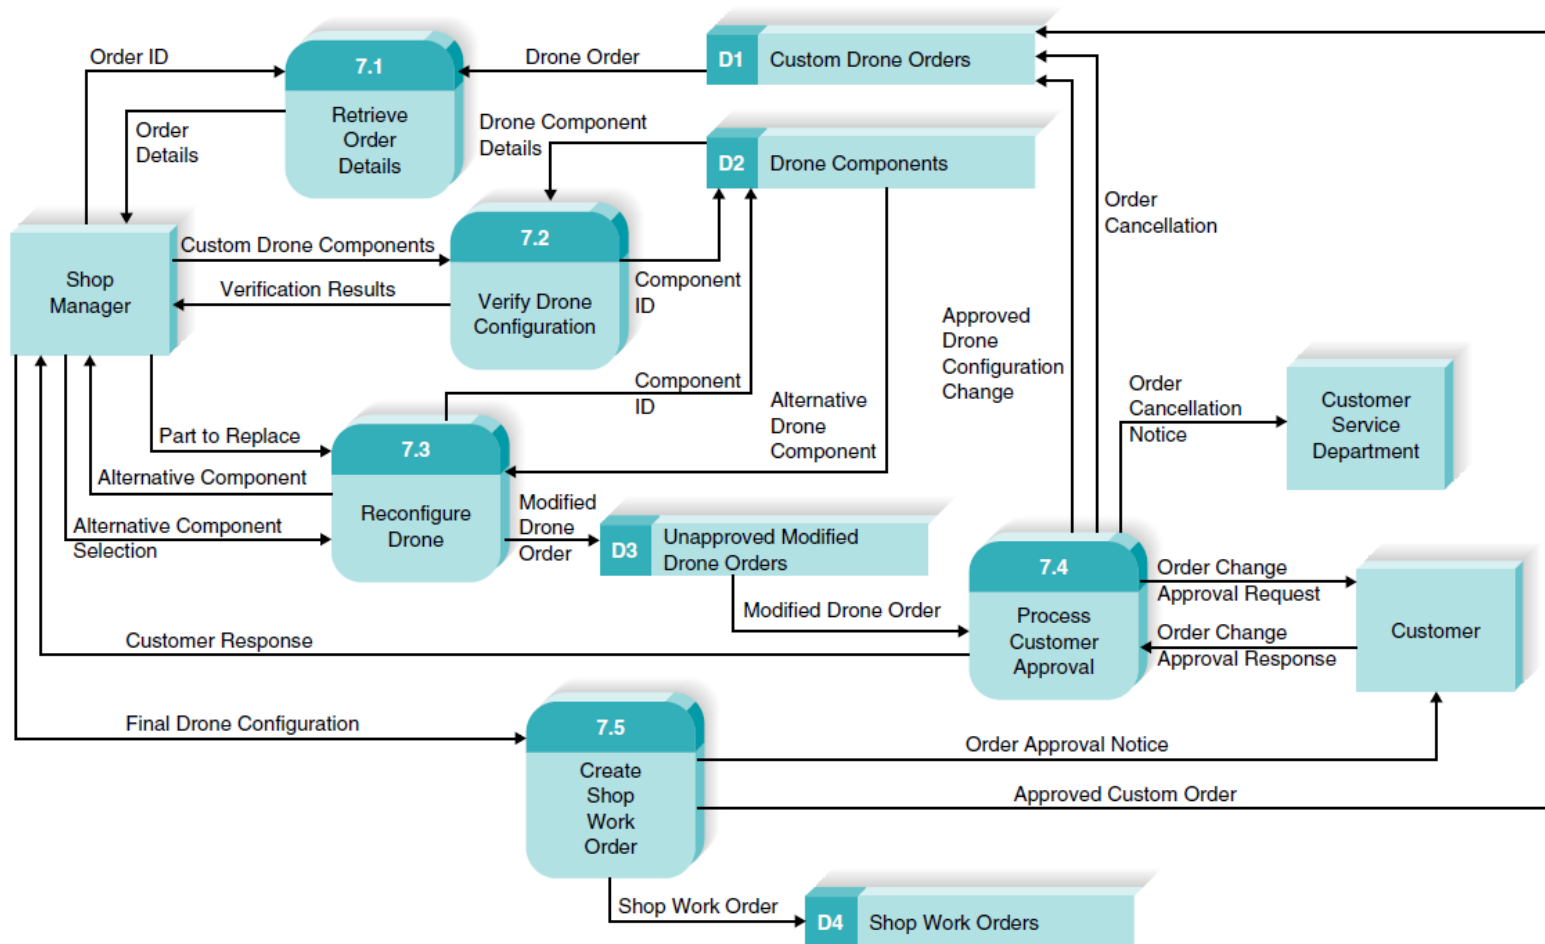 Order ID
7.1
Retrieve
Order
Details
Drone Order
D1 Custom Drone Orders
Order
Details
Drone Component
Details
D2 Drone Components
Order
Cancellation
Shop
Manager
Custom Drone Components
Verification Results
7.2
Verify Drone
Configuration
Component
ID
Approved
Drone
Configuration
Change
Component
ID
Alternative
Drone
Component
Order
Cancellation
Notice
Customer
Service
Department
Part to Replace
Alternative Component
Alternative Component
Selection
7.3
Reconfigure
Drone
Modified
Drone
Order
D3 Unapproved Modified
Drone Orders
Modified Drone Order
7.4
Process
Customer
Approval
Order Change
Approval Request
Order Change
Approval Response
Customer
Customer Response
Final Drone Configuration
7.5
Create
Shop
Work
Order
Order Approval Notice
Approved Custom Order
Shop Work Order
D4 Shop Work Orders